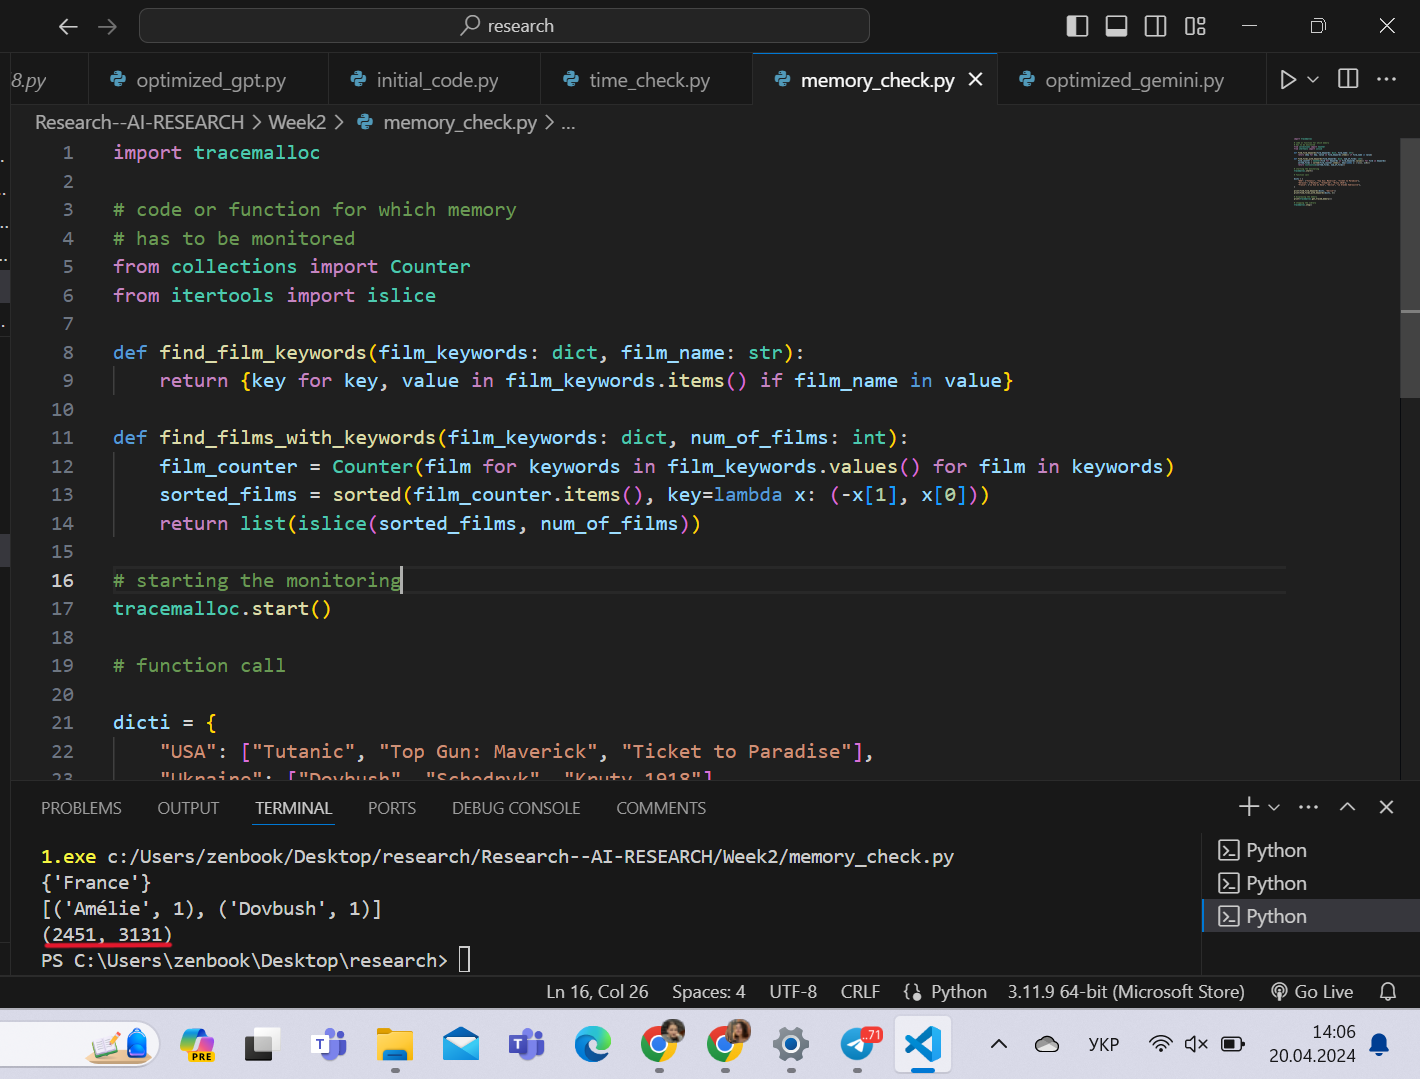 research
8.py
optimized_gpt.py
initial_code.py
time_check.py
memory_check.py
optimized_gemini.py
Research--AI-RESEARCH > Week2 > memory_check.py > ...
1 import tracemalloc
2
3 # code or function for which memory
4 # has to be monitored
5 from collections import Counter
6 from itertools import islice
7
8 def find_film_keywords(film_keywords: dict, film_name: str):
9 return {key for key, value in film_keywords.items() if film_name in value}
10
11 def find_films_with_keywords(film_keywords: dict, num_of_films: int):
12 film_counter = Counter(film for keywords in film_keywords.values() for film in keywords)
13 sorted_films = sorted(film_counter.items(), key=lambda x: (-x[1], x[0]))
14 return list(islice(sorted_films, num_of_films))
15
16 # starting the monitoring
17 tracemalloc.start()
18
19 # function call
20
21 dicti = {
22 "USA": ["Tutanic", "Top Gun: Maverick", "Ticket to Paradise"],
23 "Ukraine": ["Dovbush", "Schedryk", "Kruty 1918"]
PROBLEMS OUTPUT TERMINAL PORTS DEBUG CONSOLE COMMENTS
1.exe c:/Users/zenbook/Desktop/research/Research--AI-RESEARCH/Week2/memory_check.py
{'France'}
[('Amélie', 1), ('Dovbush', 1)]
(2451, 3131)
PS C:\Users\zenbook\Desktop\research>
Python
Python
Python
Ln 16, Col 26 Spaces: 4 UTF-8 CRLF Python 3.11.9 64-bit (Microsoft Store) Go Live
PRE
..71
УКР
14:06
20.04.2024